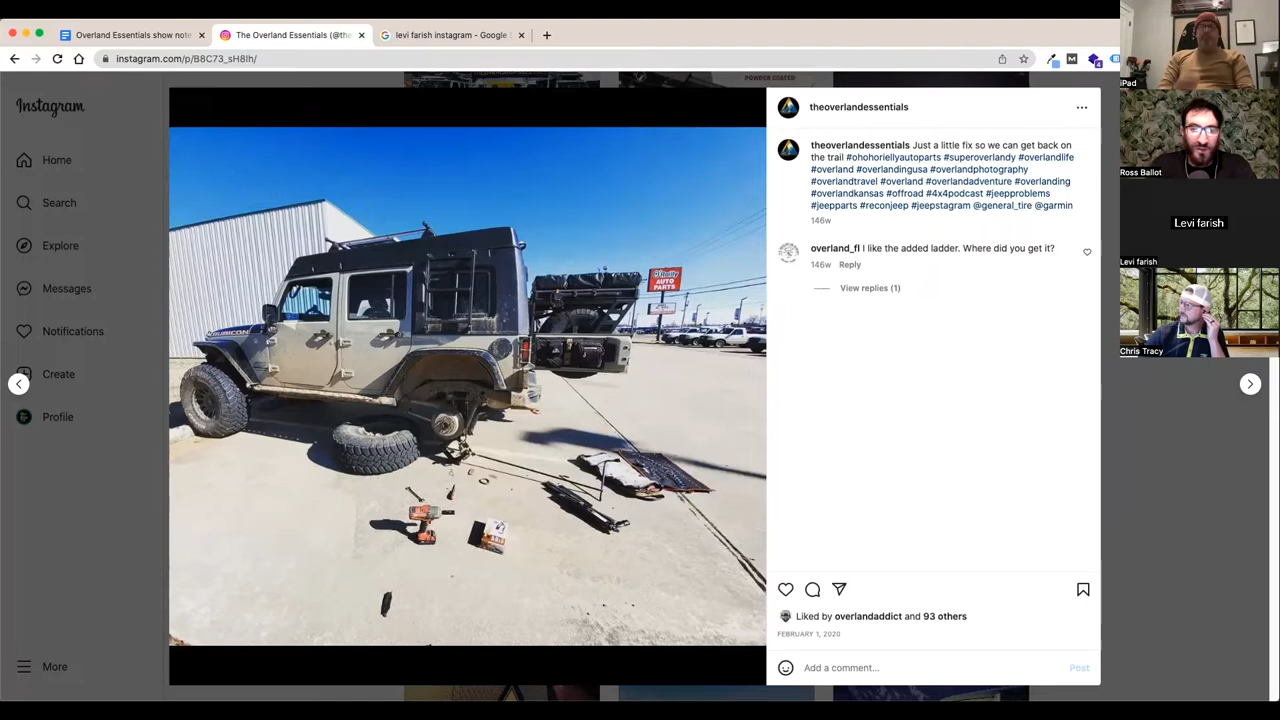 Overland Essentials show note
The Overland Essentials (@the
levi farish instagram - Google
instagram.com/p/B8C73_sH8Ih/
POWDER COATED
Instagram
Home
Search
Explore
Messages
Notifications
Create
Profile
More
RUBICON
O'Reilly
AUTO
PARTS
theoverlandessentials
theoverlandessentials Just a little fix so we can get back on
the trail #ohohoriellyautoparts #superoverlandy #overlandlife
#overland #overlandingusa #overlandphotography
#overlandtravel #overland #overlandadventure #overlanding
#overlandkansas #offroad #4x4podcast #jeepproblems
#jeepparts #reconjeep #jeepstagram @general_tire @garmin
146w
overland_fl I like the added ladder. Where did you get it?
146w Reply
View replies (1)
Liked by overlandaddict and 93 others
FEBRUARY 1, 2020
Add a comment...
Post
iPad
Ross Ballot
Levi farish
Levi farish
Chris Tracy